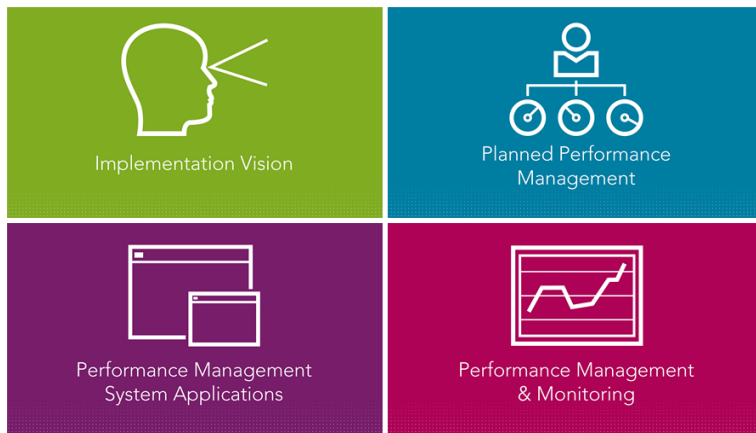 Implementation Vision
Planned Performance
Management
Performance Management
System Applications
Performance Management
& Monitoring